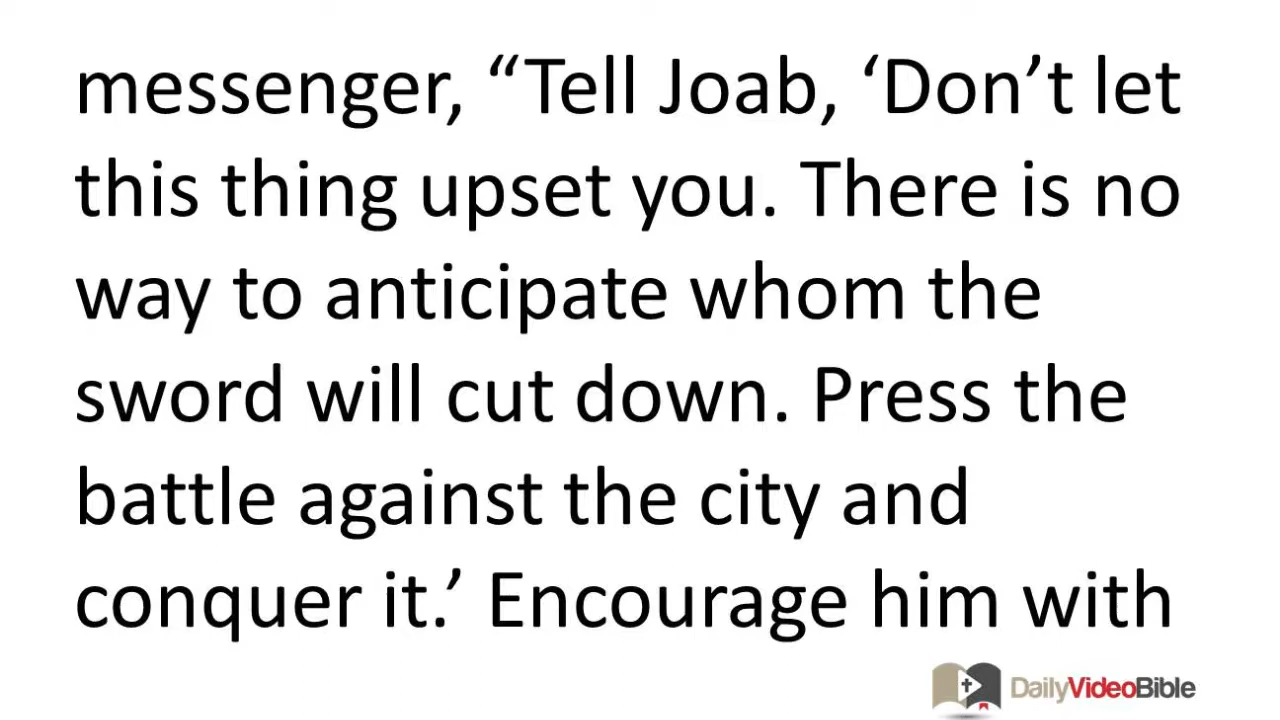 messenger, “Tell Joab, ‘Don’t let
this thing upset you. There is no
way to anticipate whom the
sword will cut down. Press the
battle against the city and
conquer it.’ Encourage him with
DailyVideoBible